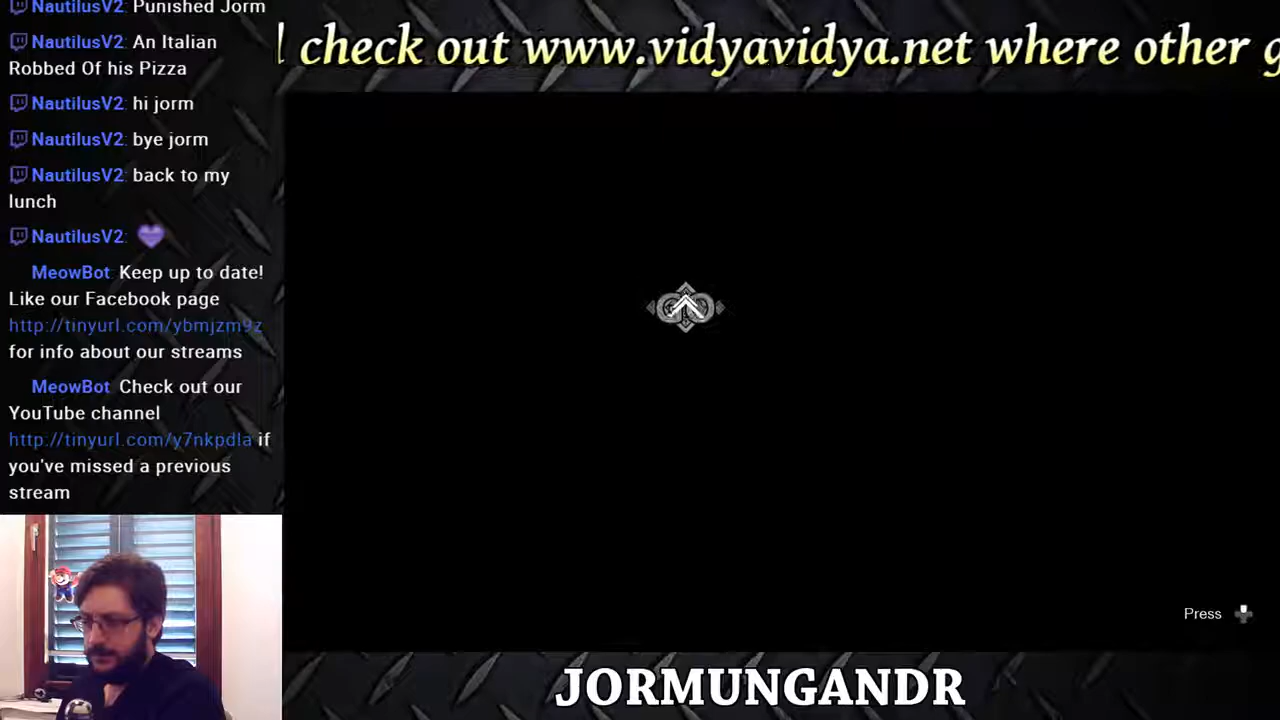 NautilusV2: Punished Jorm
NautilusV2: An Italian
Robbed Of his Pizza
NautilusV2: hi jorm
NautilusV2: bye jorm
NautilusV2: back to my
lunch
NautilusV2:
MeowBot Keep up to date!
Like our Facebook page
http://tinyurl.com/ybmjzm9z
for info about our streams
MeowBot Check out our
YouTube channel
http://tinyurl.com/y7nkpdla if
you've missed a previous
stream
check out www.vidyavidya.net where other g
Press
JORMUNGANDR